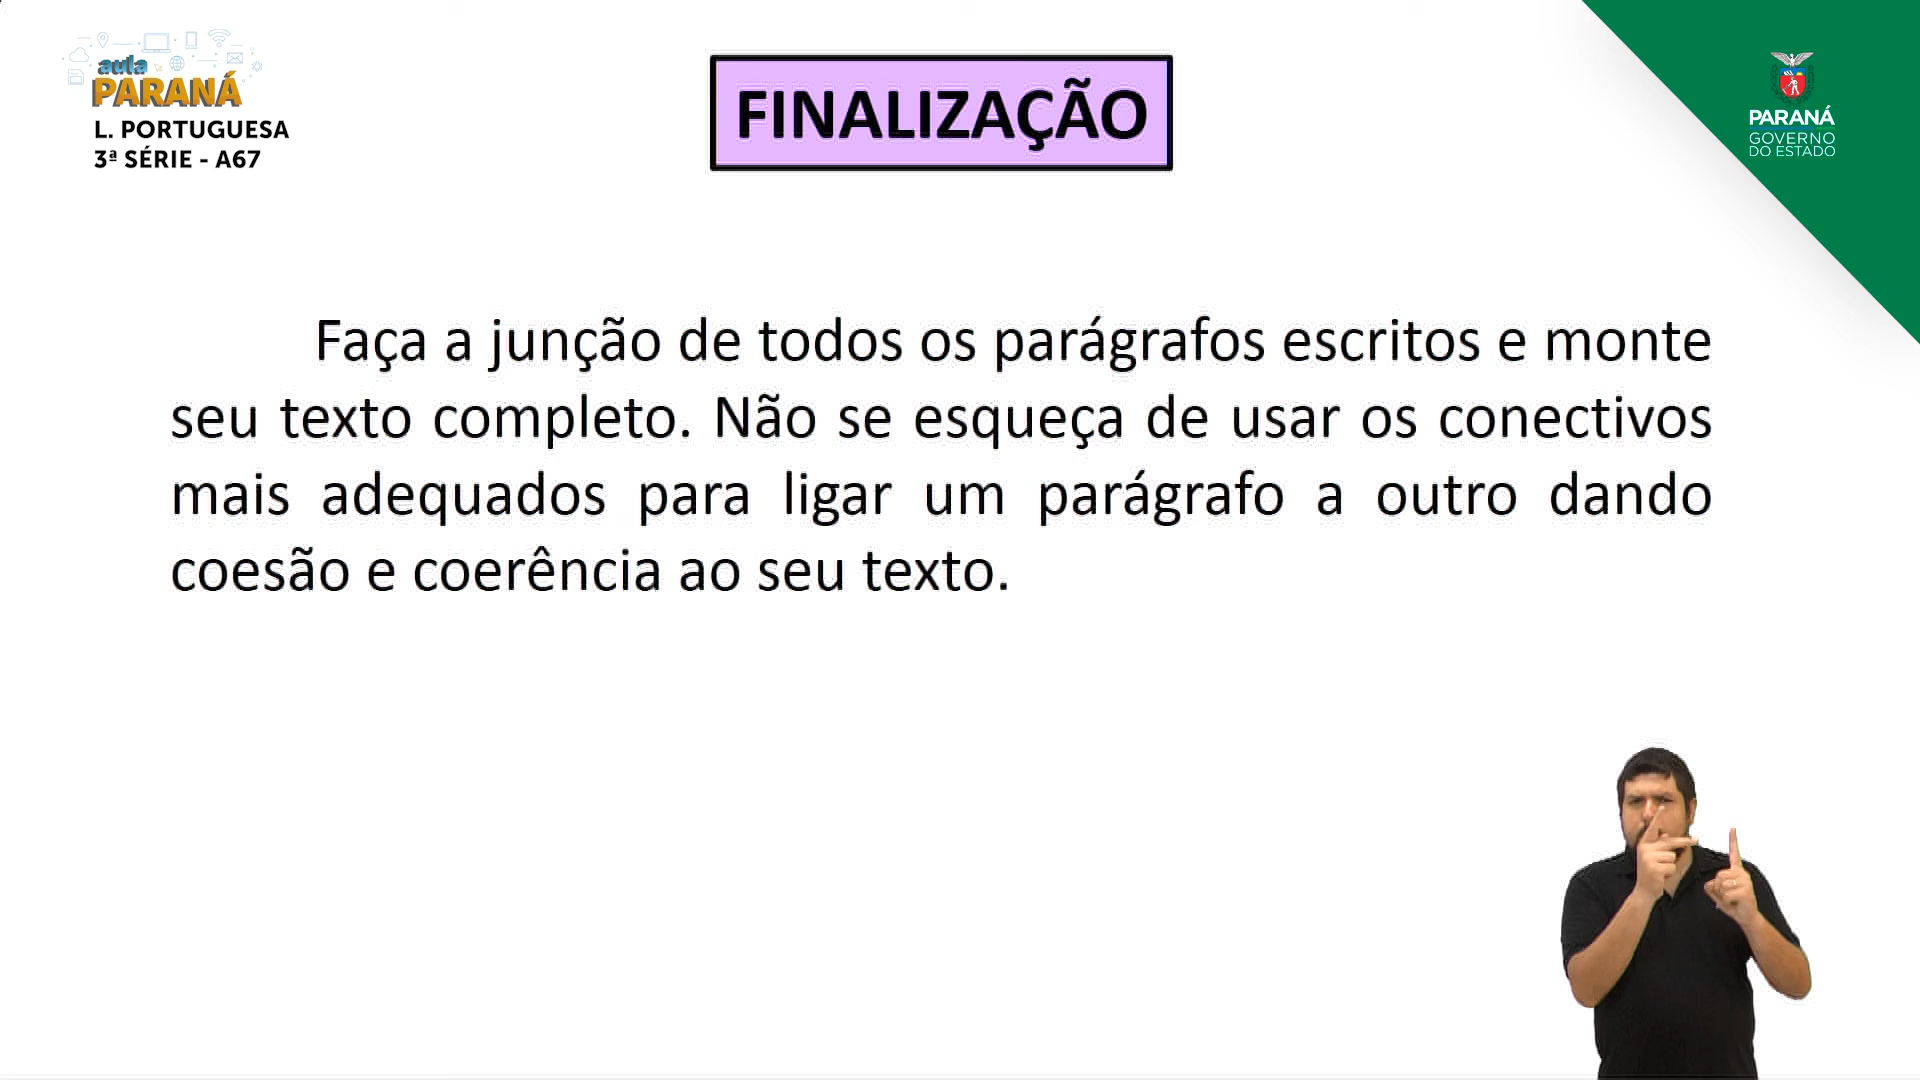 aula
PARANÁ
L. PORTUGUESA
3ª SÉRIE - A67
FINALIZAÇÃO
PARANÁ
GOVERNO
DO ESTADO
Faça a junção de todos os parágrafos escritos e monte
seu texto completo. Não se esqueça de usar os conectivos
mais adequados para ligar um parágrafo a outro dando
coesão e coerência ao seu texto.